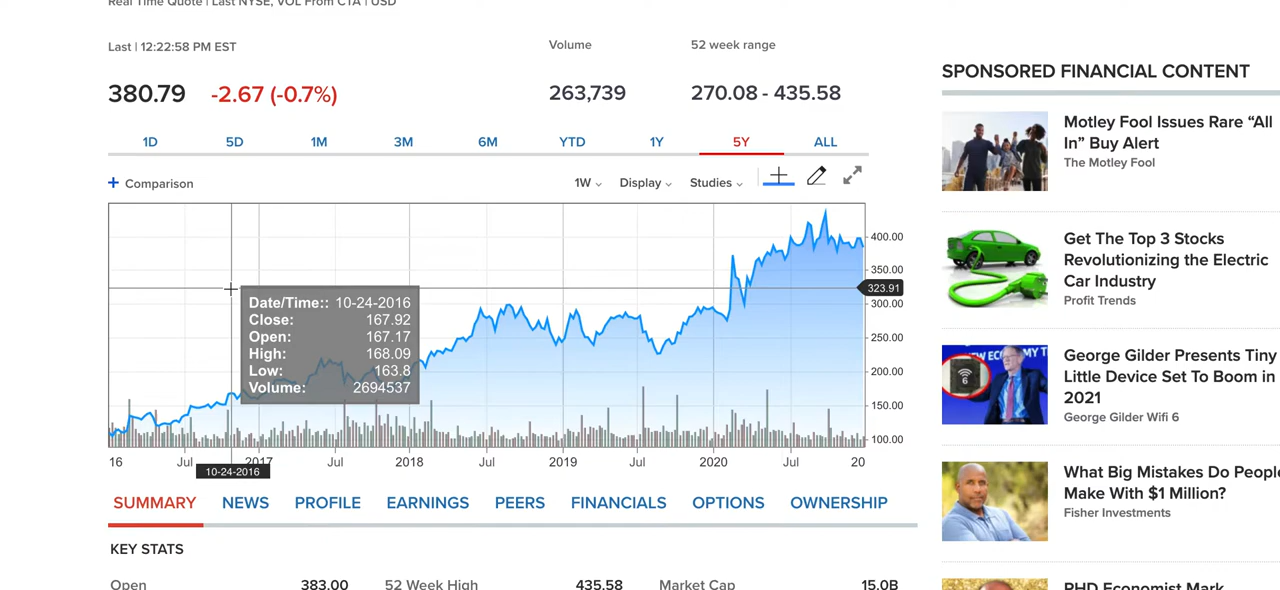 Real Time Quote | Last NYSE, VOL From CTA | USD
Last | 12:22:58 PM EST
Volume
52 week range
380.79 -2.67 (-0.7%)
263,739
270.08 - 435.58
1D 5D 1M 3M 6M YTD 1Y 5Y ALL
+ Comparison
1W Display Studies
400.00
350.00
323.91
300.00
250.00
200.00
150.00
100.00
Date/Time:: 10-24-2016
Close: 167.92
Open: 167.17
High: 168.09
Low: 163.8
Volume: 2694537
16 Jul 2017 Jul 2018 Jul 2019 Jul 2020 Jul 20
10-24-2016
SUMMARY NEWS PROFILE EARNINGS PEERS FINANCIALS OPTIONS OWNERSHIP
KEY STATS
Open 383.00 52 Week High 435.58 Market Cap 15.0B
SPONSORED FINANCIAL CONTENT
Motley Fool Issues Rare “All
In” Buy Alert
The Motley Fool
Get The Top 3 Stocks
Revolutionizing the Electric
Car Industry
Profit Trends
6
George Gilder Presents Tiny
Little Device Set To Boom in
2021
George Gilder Wifi 6
What Big Mistakes Do People
Make With $1 Million?
Fisher Investments
PHD Economist Mark